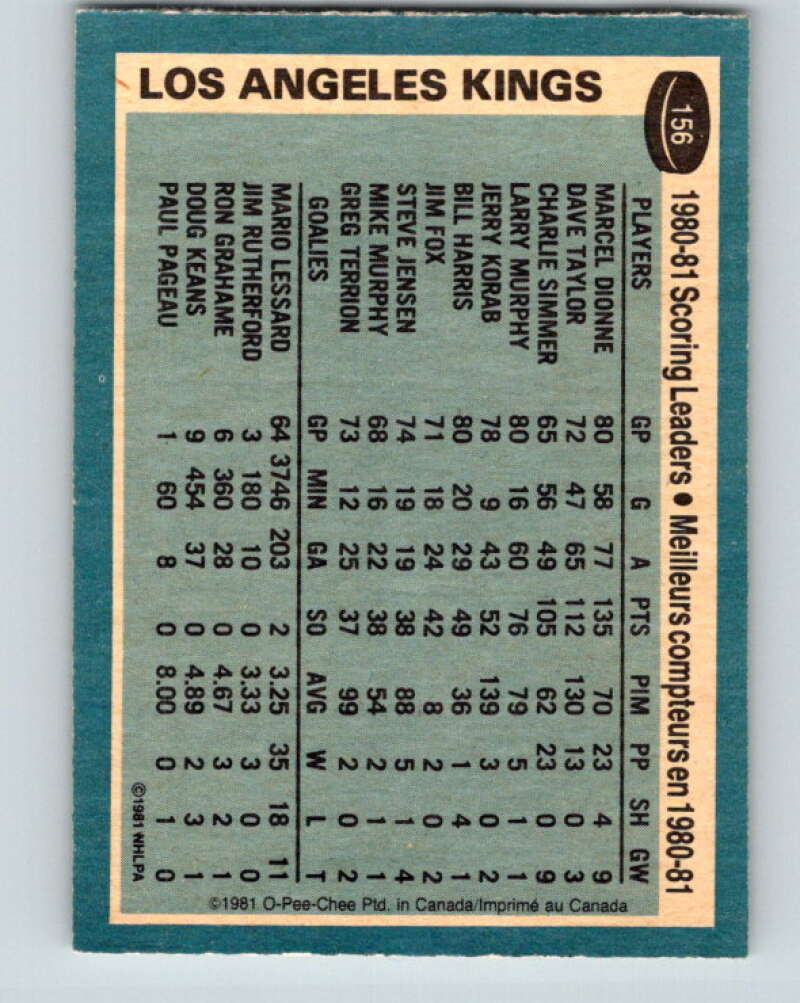 LOS ANGELES KINGS
156
1980-81 Scoring Leaders • Meilleurs compteurs en 1980-81
PLAYERS GP G A PTS PIM PP SH GW
MARCEL DIONNE 80 58 77 135 70 23 4 9
DAVE TAYLOR 72 47 65 112 130 13 0 3
CHARLIE SIMMER 65 56 49 105 62 23 0 9
LARRY MURPHY 80 16 60 76 79 5 1 1
JERRY KORAB 78 9 43 52 139 3 0 2
BILL HARRIS 80 20 29 49 36 1 4 1
JIM FOX 71 18 24 42 8 2 0 2
STEVE JENSEN 74 19 19 38 88 5 1 4
MIKE MURPHY 68 16 22 38 54 2 1 1
GREG TERRION 73 12 25 37 99 2 0 2
GOALIES GP MIN GA SO AVG W L T
MARIO LESSARD 64 3746 203 2 3.25 35 18 11
JIM RUTHERFORD 3 180 10 0 3.33 3 0 0
RON GRAHAME 6 360 28 0 4.67 3 2 1
DOUG KEANS 9 454 37 0 4.89 2 3 1
PAUL PAGEAU 1 60 8 0 8.00 0 1 0
©1981 NHLPA
©1981 O-Pee-Chee Ptd. in Canada/Imprimé au Canada